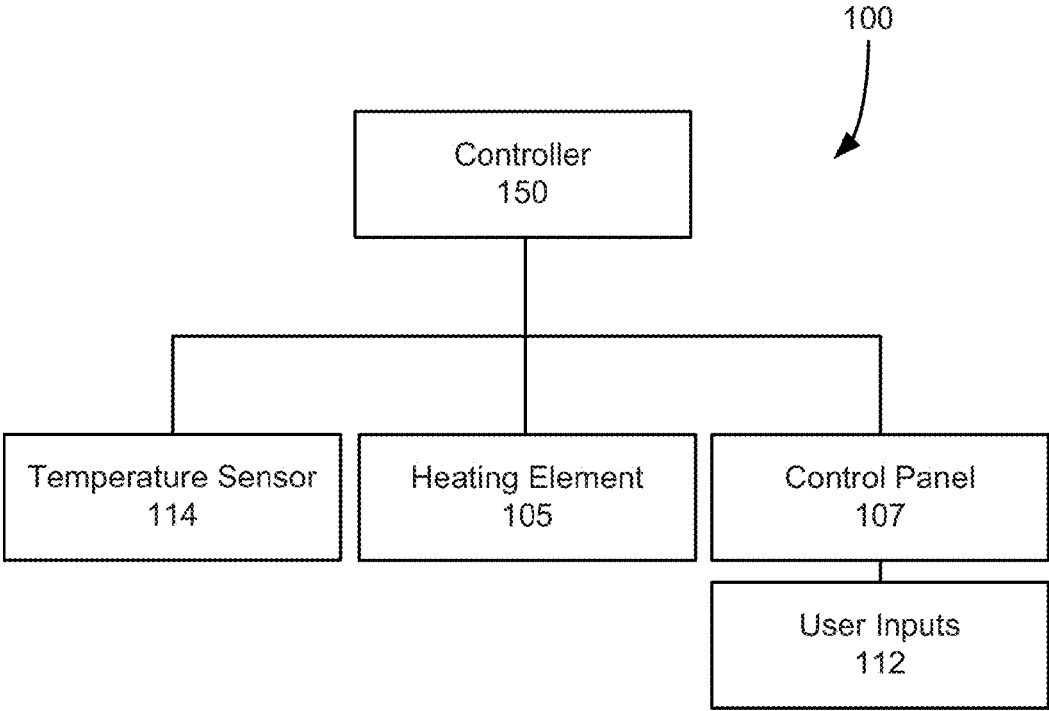 100
Controller
150
Temperature Sensor
114
Heating Element
105
Control Panel
107
User Inputs
112